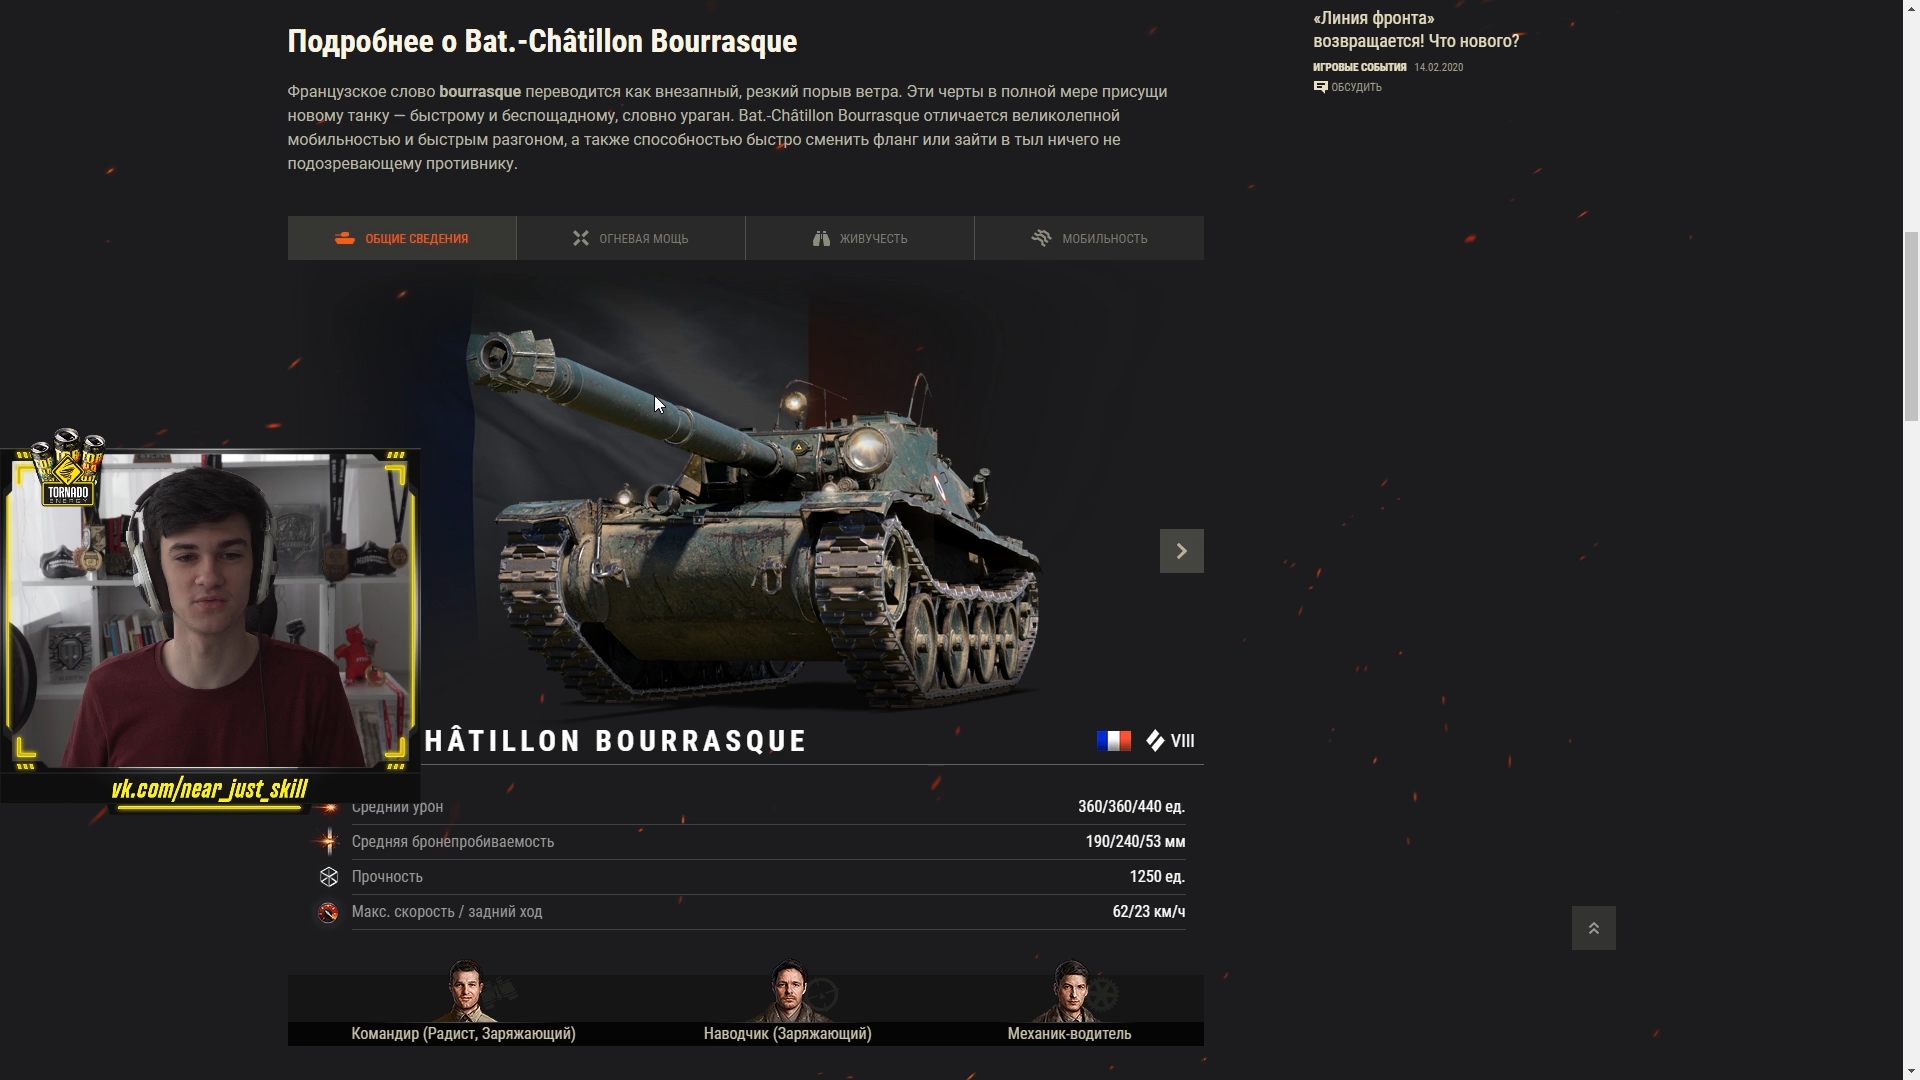 Подробнее о Bat.-Châtillon Bourrasque
Французское слово bourrasque переводится как внезапный, резкий порыв ветра. Эти черты в полной мере присущи
новому танку — быстрому и беспощадному, словно ураган. Bat.-Châtillon Bourrasque отличается великолепной
мобильностью и быстрым разгоном, а также способностью быстро сменить фланг или зайти в тыл ничего не
подозревающему противнику.
«Линия фронта»
возвращается! Что нового?
ИГРОВЫЕ СОБЫТИЯ 14.02.2020
ОБСУДИТЬ
ОБЩИЕ СВЕДЕНИЯ
ОГНЕВАЯ МОЩЬ
ЖИВУЧЕСТЬ
МОБИЛЬНОСТЬ
TORNADO
ENERGY
HÂTILLON BOURRASQUE
VIII
vk.com/near_just_skill
Средний урон 360/360/440 ед.
Средняя бронепробиваемость 190/240/53 мм
Прочность 1250 ед.
Макс. скорость / задний ход 62/23 км/ч
Командир (Радист, Заряжающий)
Наводчик (Заряжающий)
Механик-водитель